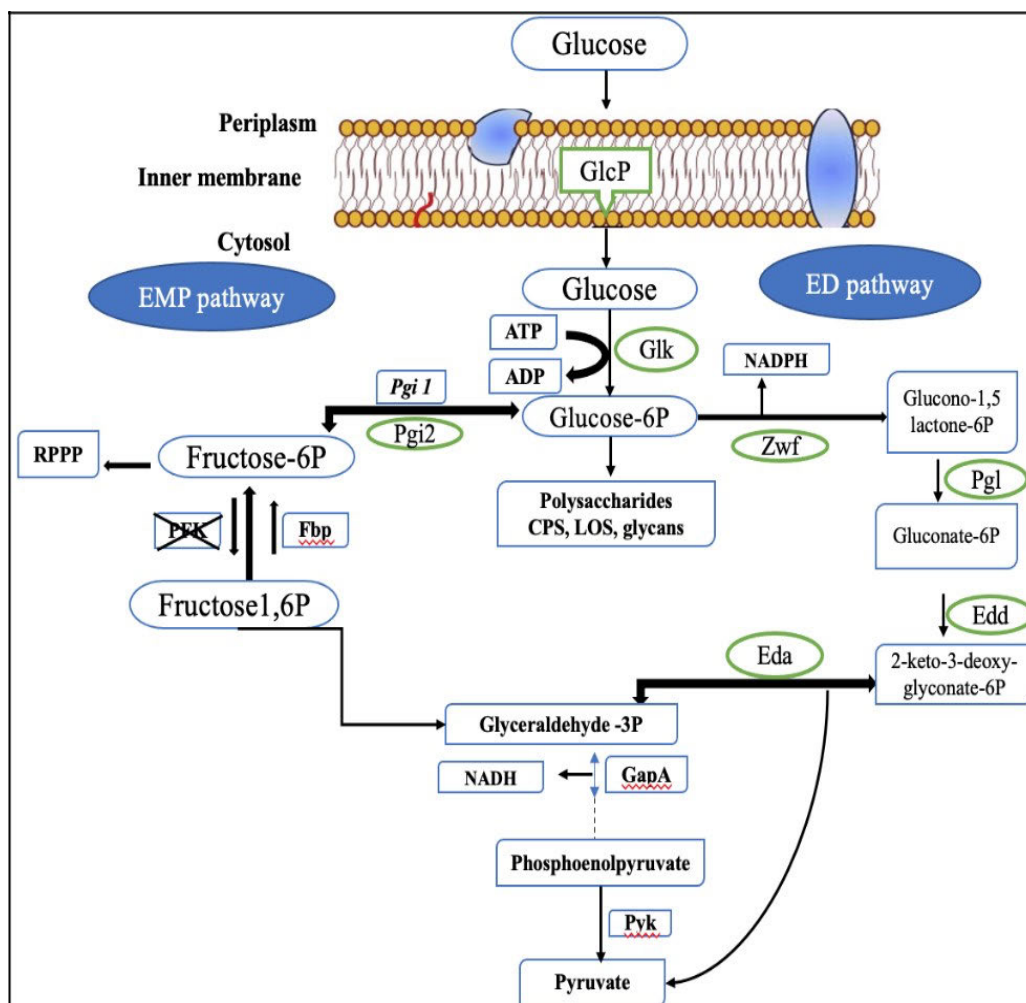 Glucose
Periplasm
Inner membrane
GlcP
Cytosol
EMP pathway
Glucose
ED pathway
ATP
Glk
ADP
NADPH
Pgi 1
Pgi2
Glucose-6P
Zwf
Glucono-1,5
lactone-6P
RPPP
Fructose-6P
Pgl
Polysaccharides
CPS, LOS, glycans
PFK
Fbp
Gluconate-6P
Fructose1,6P
Edd
Eda
2-keto-3-deoxy-
glyconate-6P
Glyceraldehyde -3P
NADH
GapA
Phosphoenolpyruvate
Pyk
Pyruvate